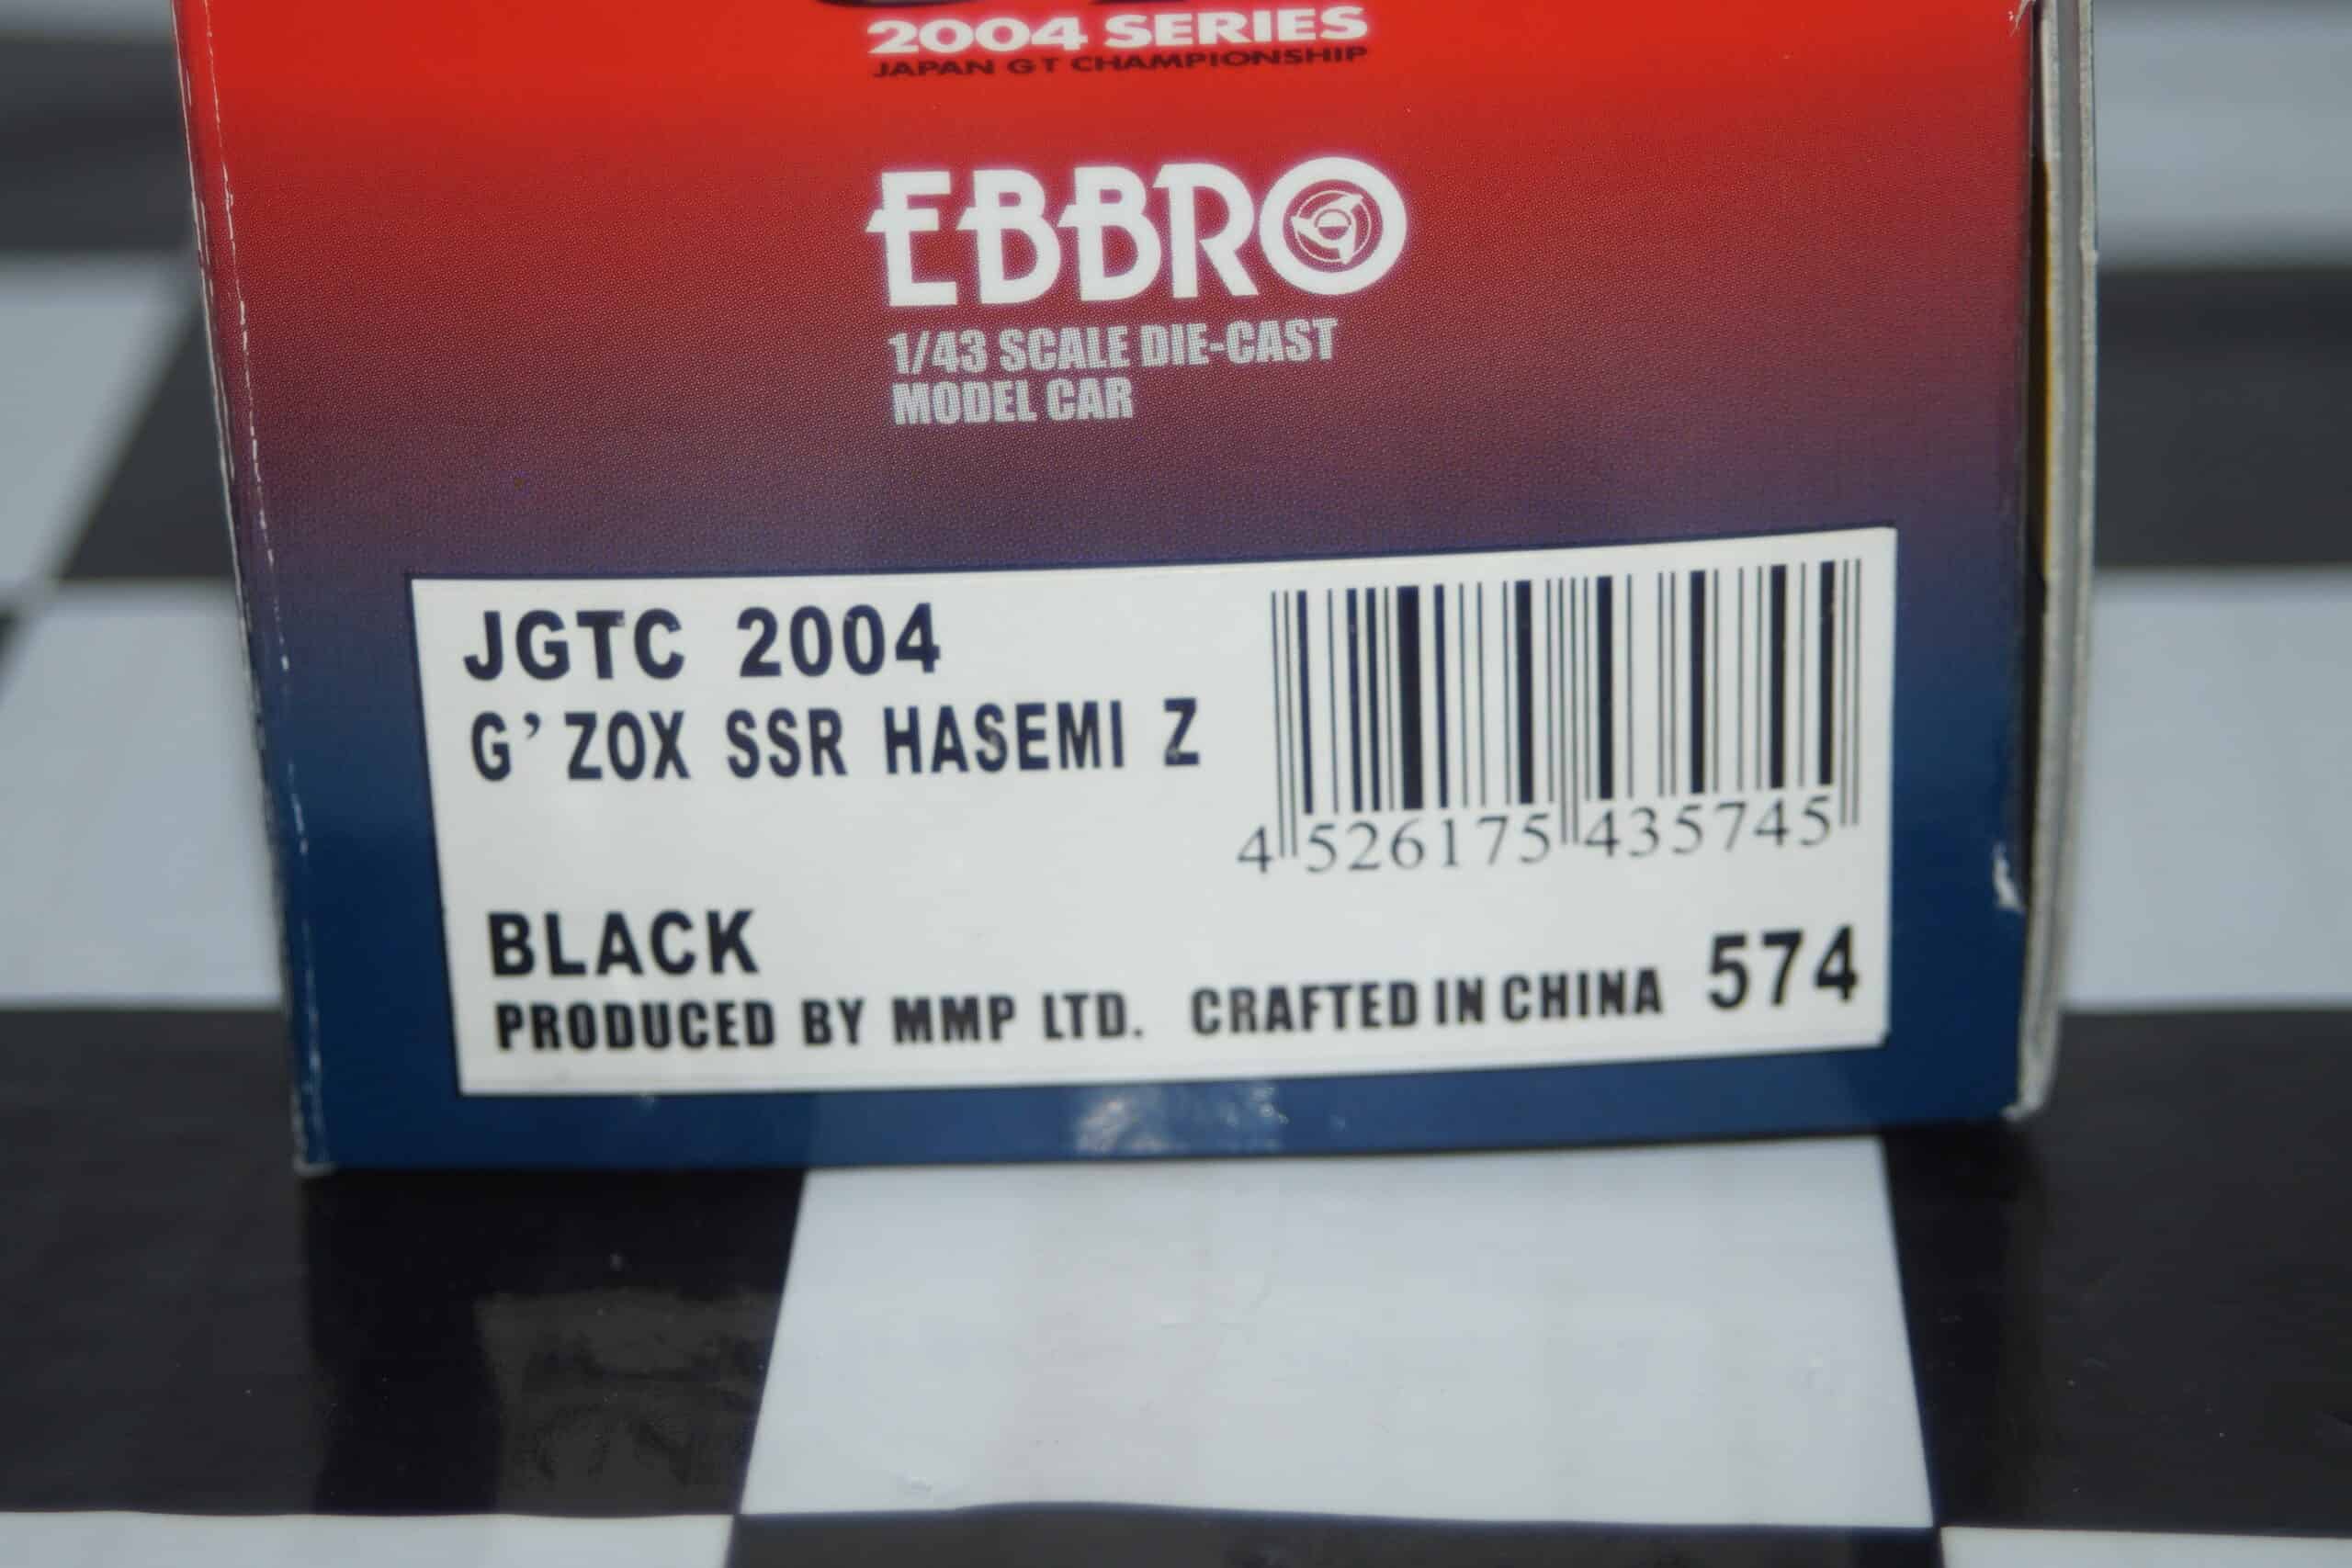 2004 SERIES
JAPAN GT CHAMPIONSHIP
EBBRO
1/43 SCALE DIE-CAST
MODEL CAR
JGTC 2004
G'ZOX SSR HASEMI Z
4 526175 435745
BLACK
574
PRODUCED BY MMP LTD. CRAFTED IN CHINA